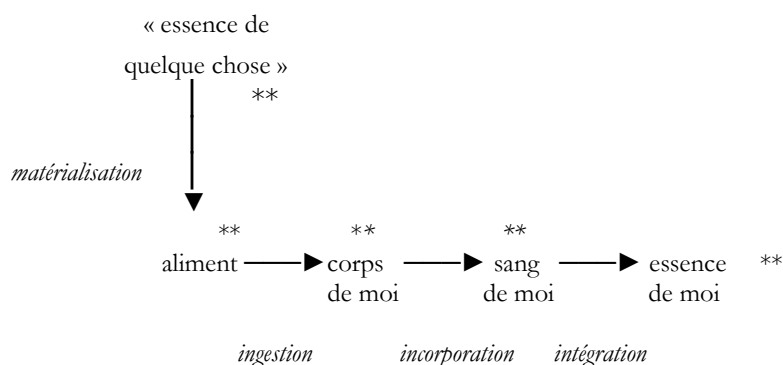 « essence de
quelque chose »
**
matérialisation
** ** **
aliment corps sang essence **
de moi de moi de moi
ingestion incorporation intégration